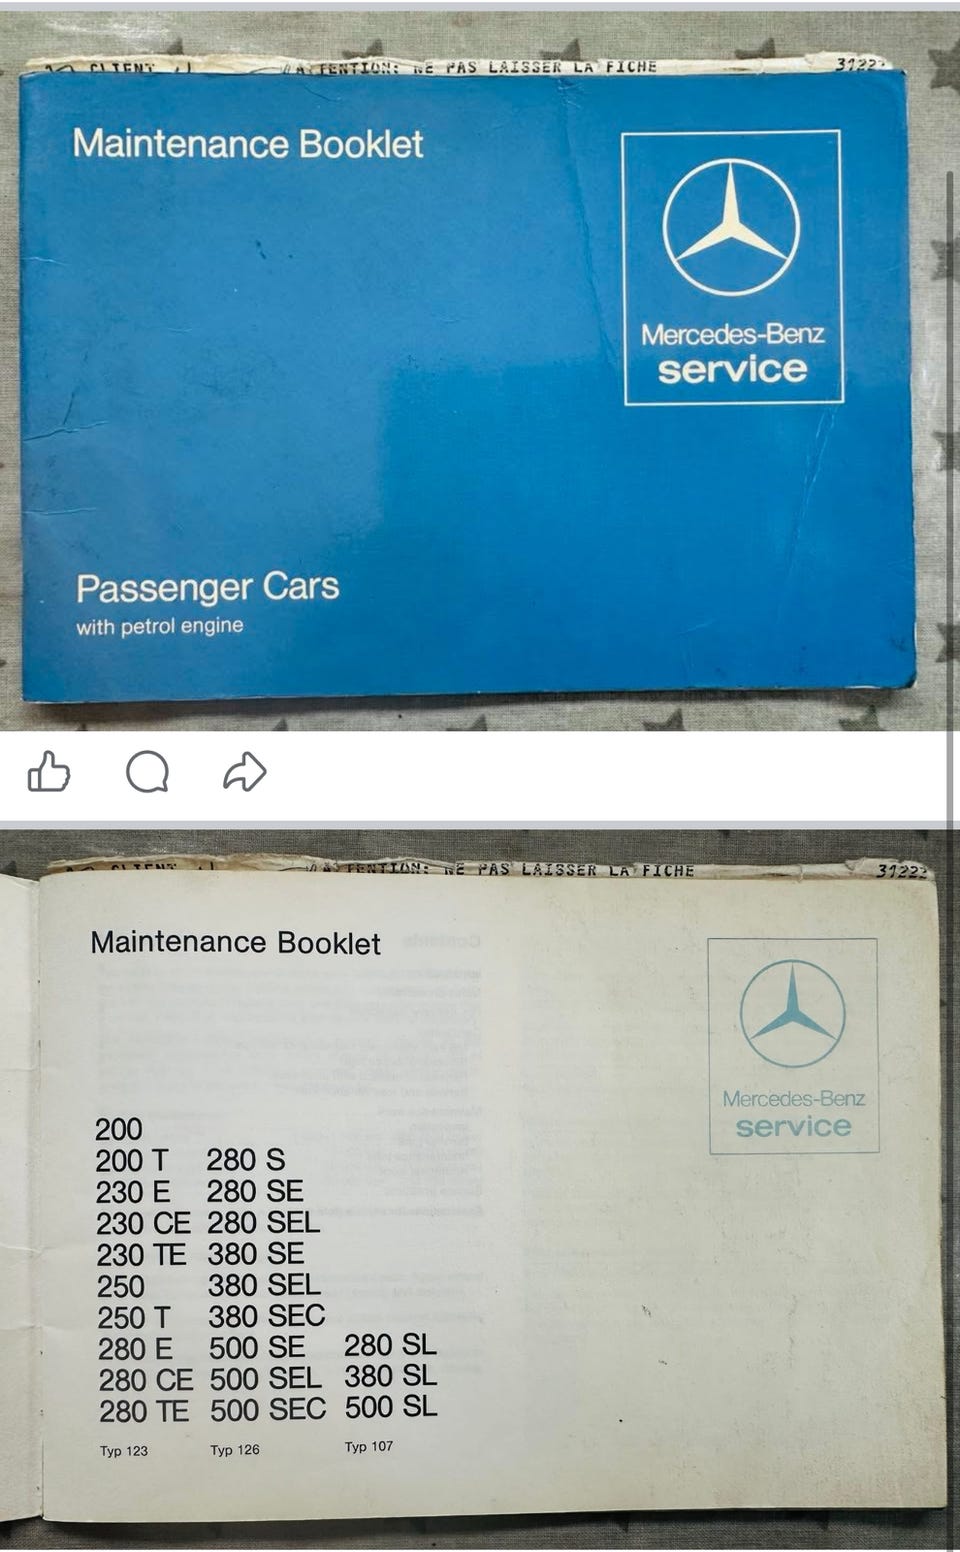 CLIENT
ATTENTION: NE PAS LAISSER LA FICHE
Maintenance Booklet
Mercedes-Benz
service
Passenger Cars
with petrol engine
CLIENT
ATTENTION: NE PAS LAISSER LA FICHE
Maintenance Booklet
Mercedes-Benz
service
200
200 T 280 S
230 E 280 SE
230 CE 280 SEL
230 TE 380 SE
250 380 SEL
250 T 380 SEC
280 E 500 SE 280 SL
280 CE 500 SEL 380 SL
280 TE 500 SEC 500 SL
Typ 123 Typ 126 Typ 107